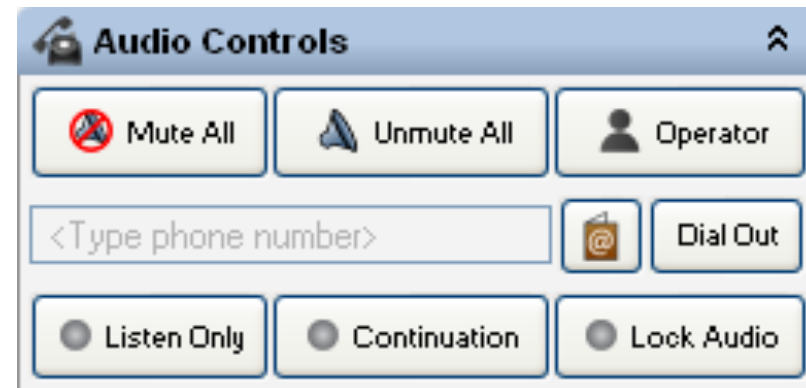 Audio Controls
Mute All Unmute All Operator
<Type phone number> @ Dial Out
Listen Only Continuation Lock Audio